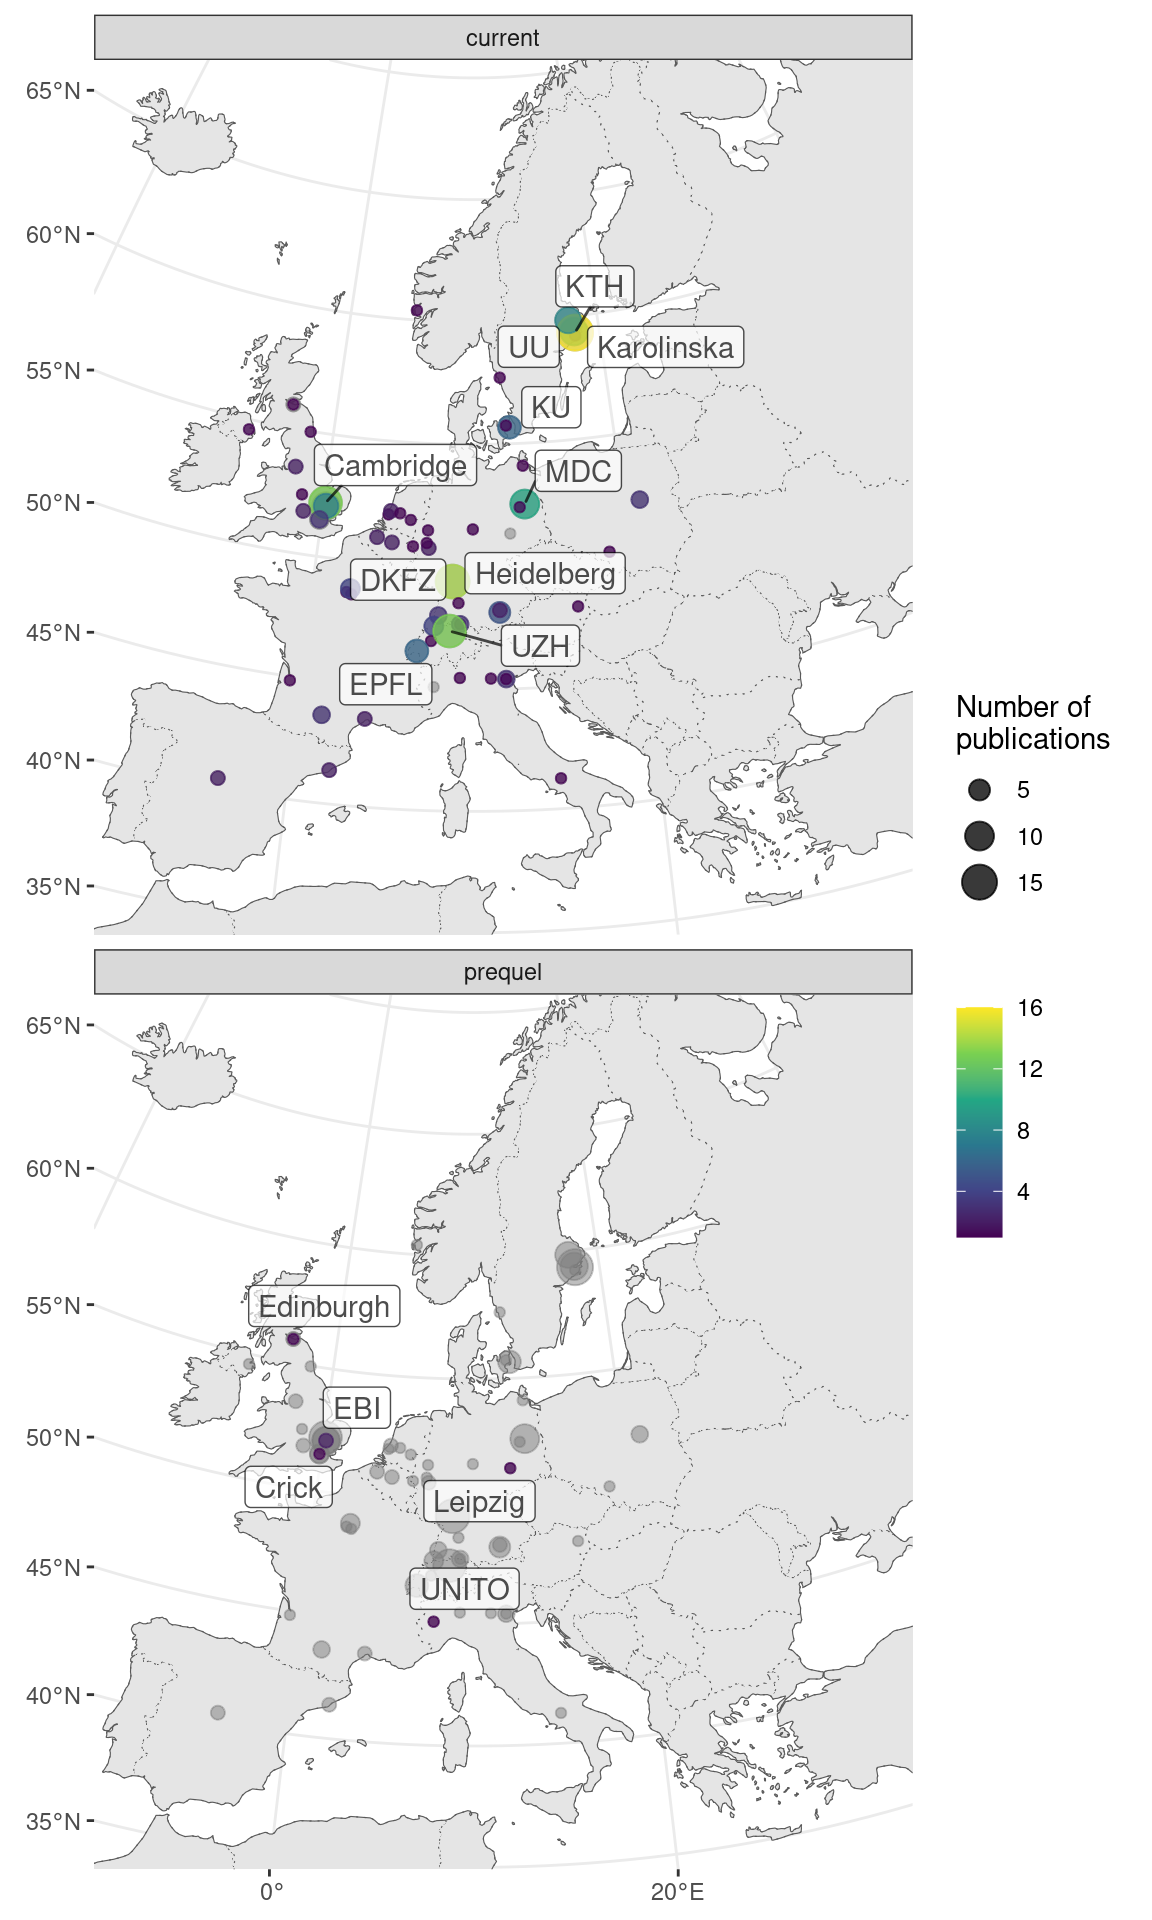 current
65°N
60°N
55°N
50°N
45°N
40°N
35°N
KTH
UU
Karolinska
KU
Cambridge
MDC
DKFZ
Heidelberg
UZH
EPFL
Number of
publications
5
10
15
16
12
8
4
prequel
65°N
60°N
55°N
50°N
45°N
40°N
35°N
Edinburgh
EBI
Crick
Leipzig
UNITO
0°
20°E